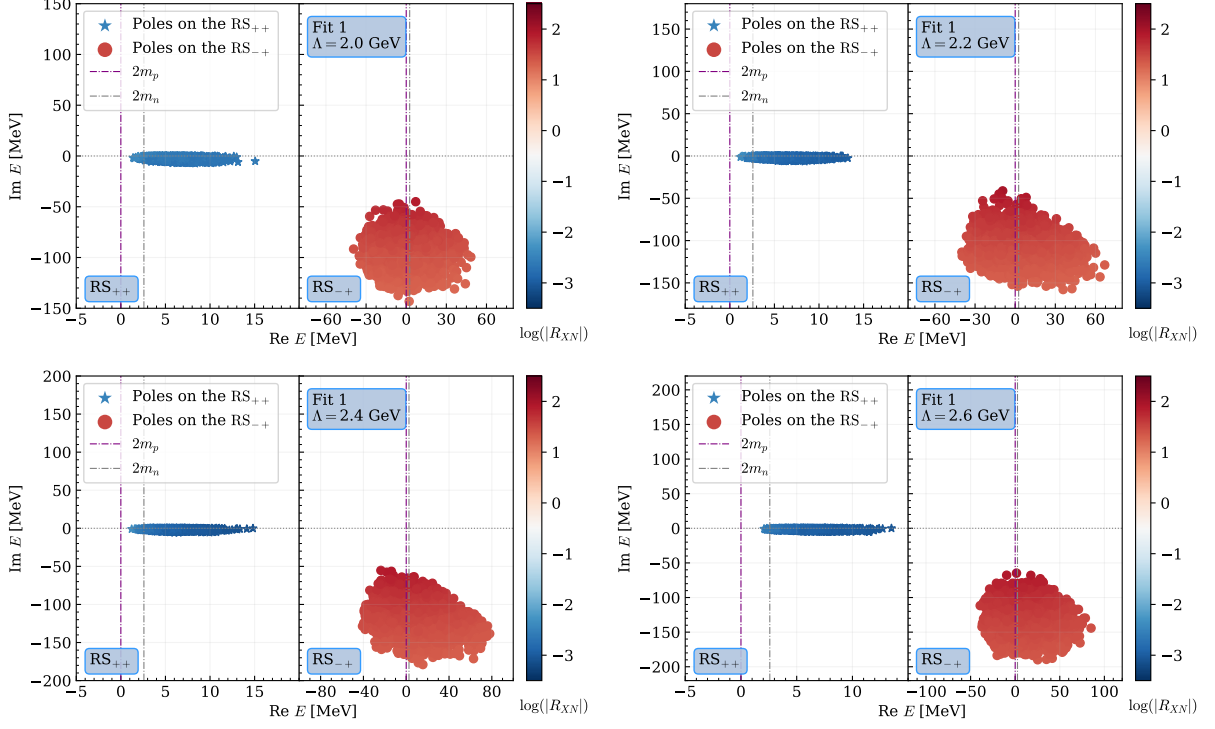 Poles on the RS₊₊
Poles on the RS₋₊
2mₚ
2mₙ
Fit 1
Λ = 2.0 GeV
RS₊₊
RS₋₊
150
100
50
0
−50
−100
−150
Im E [MeV]
−5 0 5 10 15
−60 −30 0 30 60
Re E [MeV]
2
1
0
−1
−2
−3
log(|R_{XN}|)
Poles on the RS₊₊
Poles on the RS₋₊
2mₚ
2mₙ
Fit 1
Λ = 2.2 GeV
RS₊₊
RS₋₊
150
100
50
0
−50
−100
−150
Im E [MeV]
−5 0 5 10 15
−60 −30 0 30 60
Re E [MeV]
2
1
0
−1
−2
−3
log(|R_{XN}|)
Poles on the RS₊₊
Poles on the RS₋₊
2mₚ
2mₙ
Fit 1
Λ = 2.4 GeV
RS₊₊
RS₋₊
200
150
100
50
0
−50
−100
−150
−200
Im E [MeV]
−5 0 5 10 15
−80 −40 0 40 80
Re E [MeV]
2
1
0
−1
−2
−3
log(|R_{XN}|)
Poles on the RS₊₊
Poles on the RS₋₊
2mₚ
2mₙ
Fit 1
Λ = 2.6 GeV
RS₊₊
RS₋₊
200
150
100
50
0
−50
−100
−150
−200
Im E [MeV]
−5 0 5 10 15
−100 −50 0 50 100
Re E [MeV]
2
1
0
−1
−2
−3
log(|R_{XN}|)